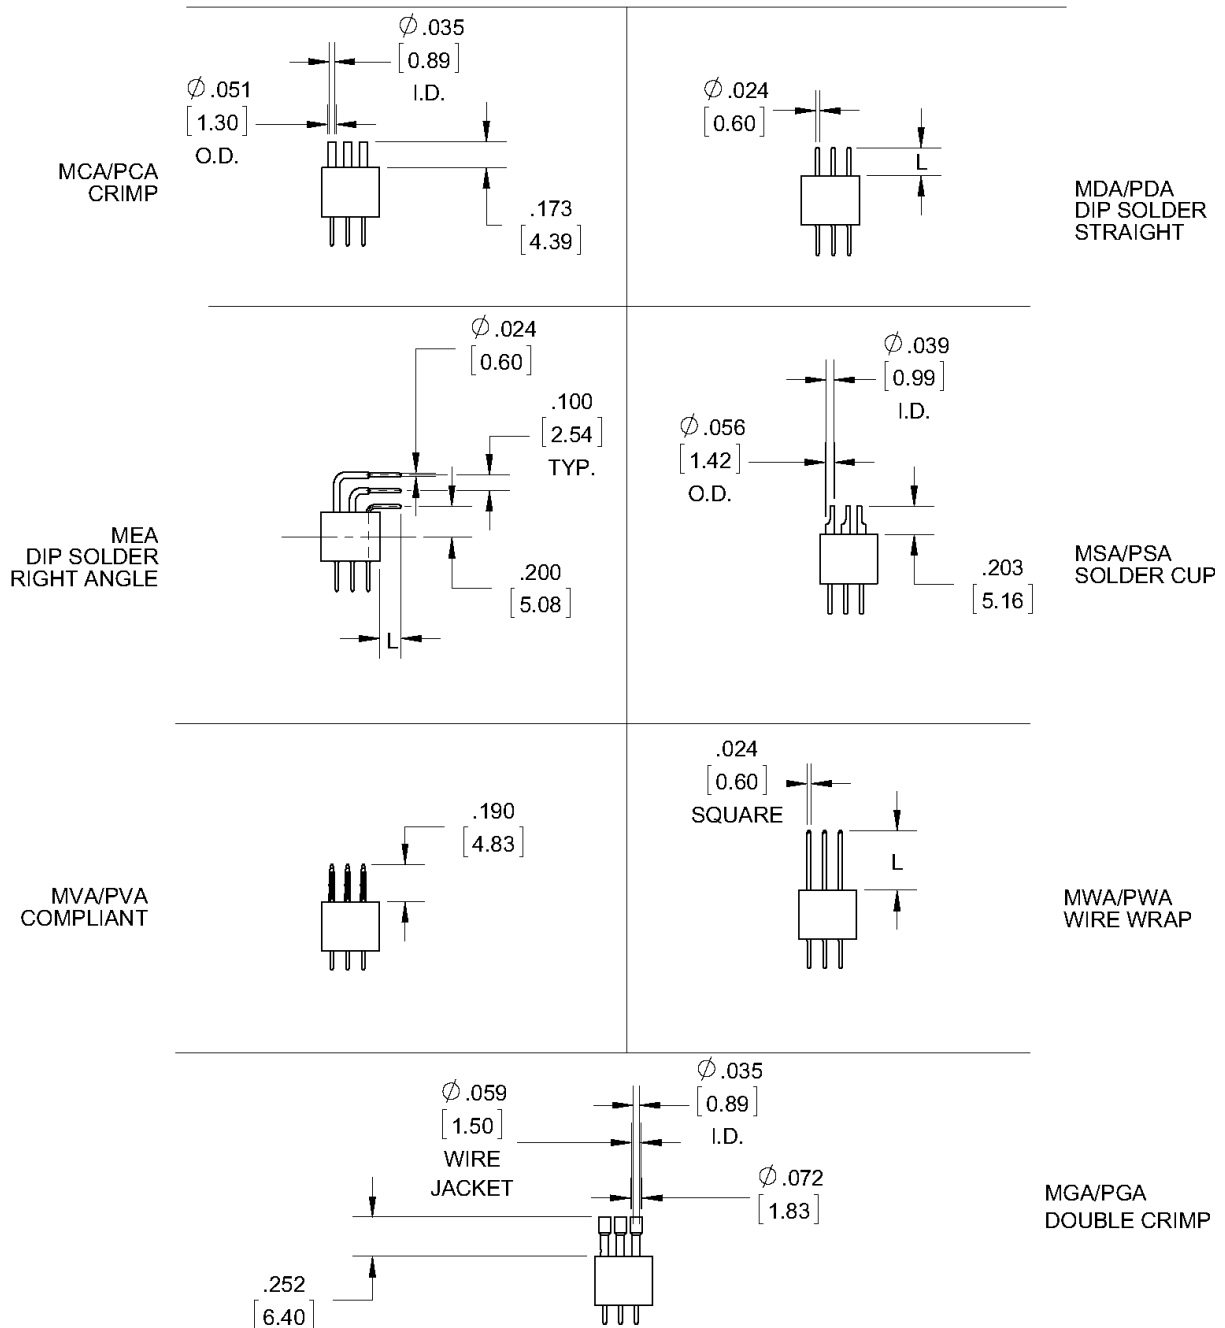 Ø .035
[0.89]
I.D.
Ø .051
[1.30]
O.D.
MCA/PCA
CRIMP
.173
[4.39]
Ø .024
[0.60]
L
MDA/PDA
DIP SOLDER
STRAIGHT
Ø .024
[0.60]
.100
[2.54]
TYP.
MEA
DIP SOLDER
RIGHT ANGLE
.200
[5.08]
L
Ø .039
[0.99]
I.D.
Ø .056
[1.42]
O.D.
MSA/PSA
SOLDER CUP
.203
[5.16]
.190
[4.83]
MVA/PVA
COMPLIANT
.024
[0.60]
SQUARE
L
MWA/PWA
WIRE WRAP
Ø .035
[0.89]
I.D.
Ø .059
[1.50]
WIRE
JACKET
Ø .072
[1.83]
MGA/PGA
DOUBLE CRIMP
.252
[6.40]